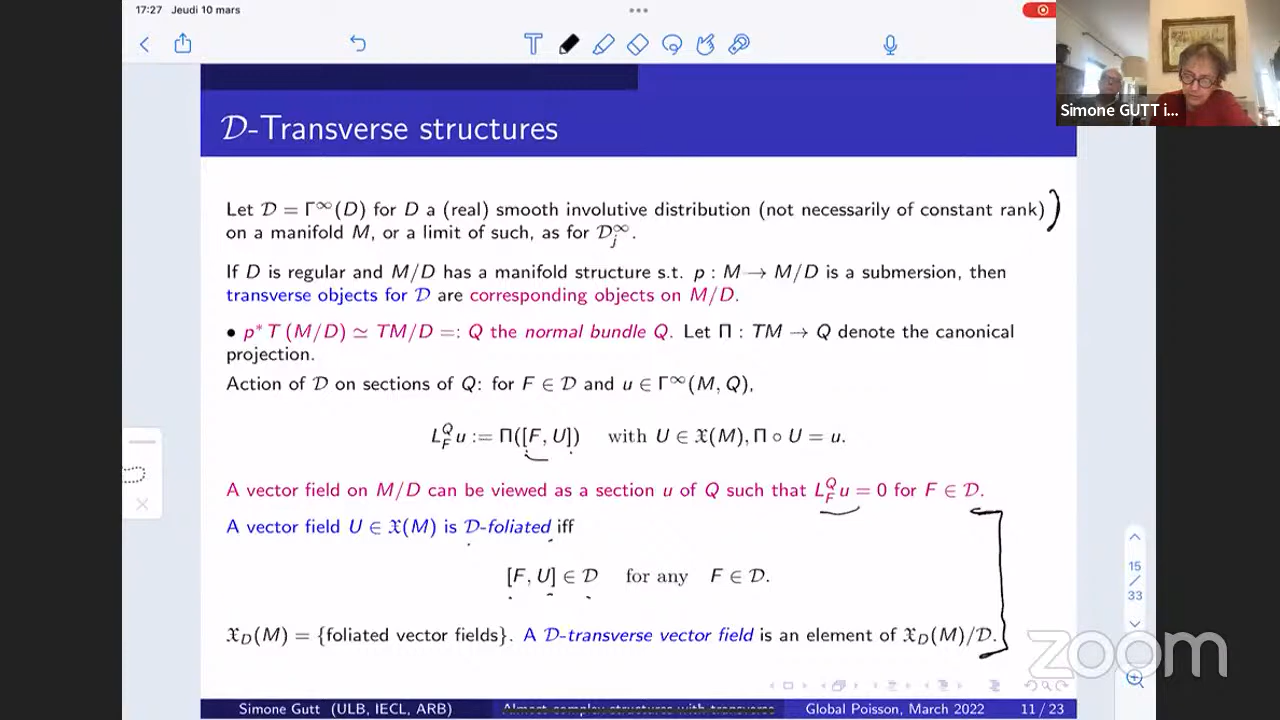 17:27 Jeudi 10 mars
Simone GUTT i...
𝒟-Transverse structures
Let 𝒟 = Γ^∞(D) for D a (real) smooth involutive distribution (not necessarily of constant rank)
on a manifold M, or a limit of such, as for 𝒟_j^∞.
If D is regular and M/D has a manifold structure s.t. p : M → M/D is a submersion, then
transverse objects for 𝒟 are corresponding objects on M/D.
• p*T(M/D) ≃ TM/D =: Q the normal bundle Q. Let Π : TM → Q denote the canonical
projection.
Action of 𝒟 on sections of Q: for F ∈ 𝒟 and u ∈ Γ^∞(M, Q),
L_F^Q u := Π([F, U]) with U ∈ 𝔛(M), Π ∘ U = u.
A vector field on M/D can be viewed as a section u of Q such that L_F^Q u = 0 for F ∈ 𝒟.
A vector field U ∈ 𝔛(M) is 𝒟-foliated iff
[F, U] ∈ 𝒟 for any F ∈ 𝒟.
𝔛_D(M) = {foliated vector fields}. A 𝒟-transverse vector field is an element of 𝔛_D(M)/𝒟.
15
/
33
zoom
Simone Gutt (ULB, IECL, ARB) Almost complex structures with transverse Global Poisson, March 2022 11 / 23